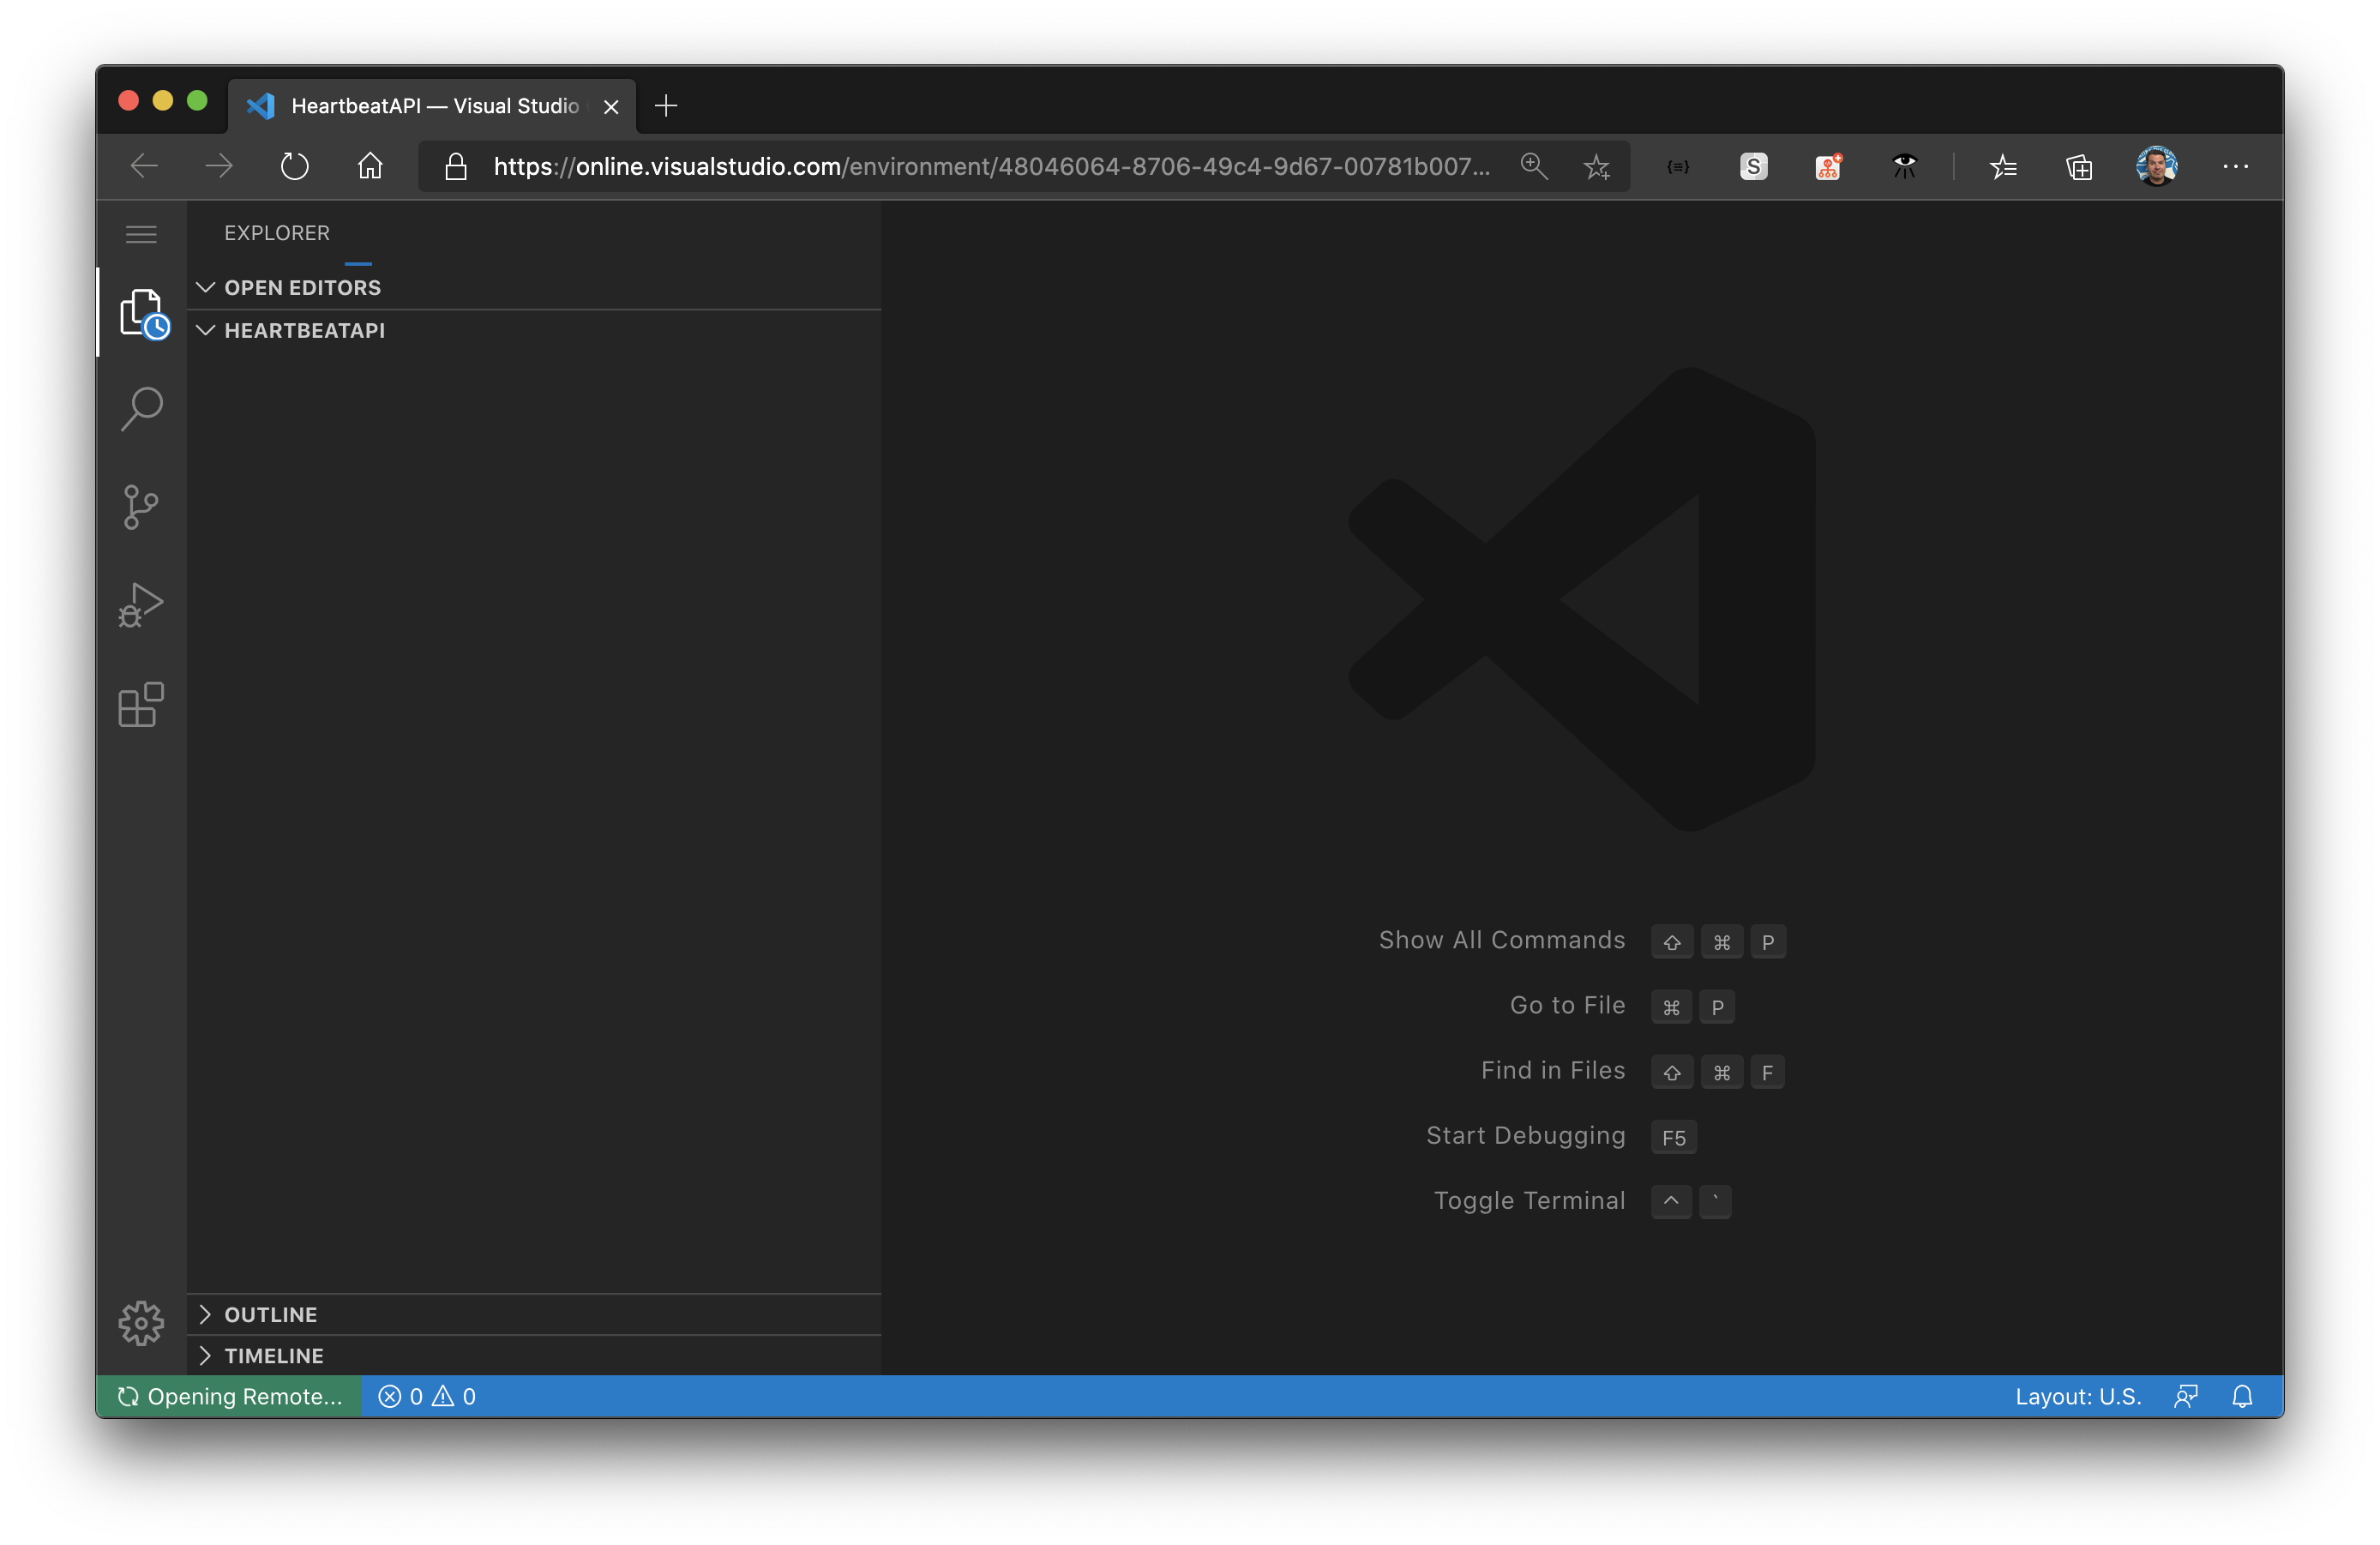 HeartbeatAPI — Visual Studio
https://online.visualstudio.com/environment/48046064-8706-49c4-9d67-00781b007...
{≡}
S
EXPLORER
OPEN EDITORS
HEARTBEATAPI
Show All Commands ⇧ ⌘ P
Go to File ⌘ P
Find in Files ⇧ ⌘ F
Start Debugging F5
Toggle Terminal ^ `
OUTLINE
TIMELINE
Opening Remote... 0 0 Layout: U.S.